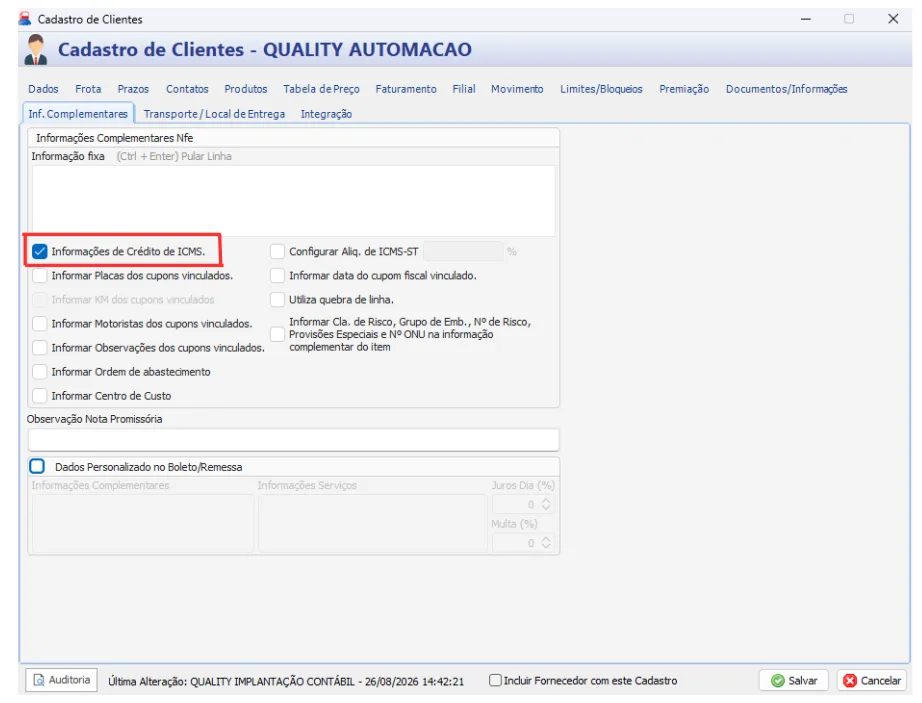 Cadastro de Clientes
Cadastro de Clientes - QUALITY AUTOMACAO
Dados Frota Prazos Contatos Produtos Tabela de Preço Faturamento Filial Movimento Limites/Bloqueios Premiação Documentos/Informações
Inf. Complementares Transporte / Local de Entrega Integração
Informações Complementares Nfe
Informação fixa (Ctrl + Enter) Pular Linha
Informações de Crédito de ICMS. Configurar Aliq. de ICMS-ST %
Informar Placas dos cupons vinculados. Informar data do cupom fiscal vinculado.
Informar KM dos cupons vinculados Utiliza quebra de linha.
Informar Motoristas dos cupons vinculados. Informar Cla. de Risco, Grupo de Emb., Nº de Risco,
Provisões Especiais e Nº ONU na informação
Informar Observações dos cupons vinculados. complementar do item
Informar Ordem de abastecimento
Informar Centro de Custo
Observação Nota Promissória
Dados Personalizado no Boleto/Remessa
Informações Complementares Informações Serviços Juros Dia (%)
0
Multa (%)
0
Auditoria Última Alteração: QUALITY IMPLANTAÇÃO CONTÁBIL - 26/08/2026 14:42:21 Incluir Fornecedor com este Cadastro Salvar Cancelar